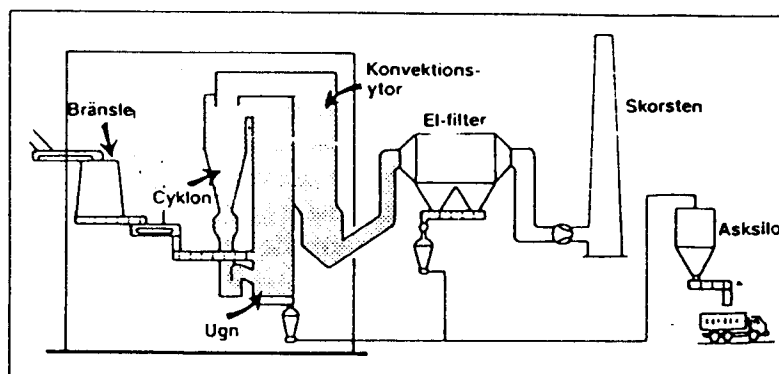 Konvektions-
ytor
Bränsle
El-filter
Skorsten
Cyklon
Asksilo
Ugn